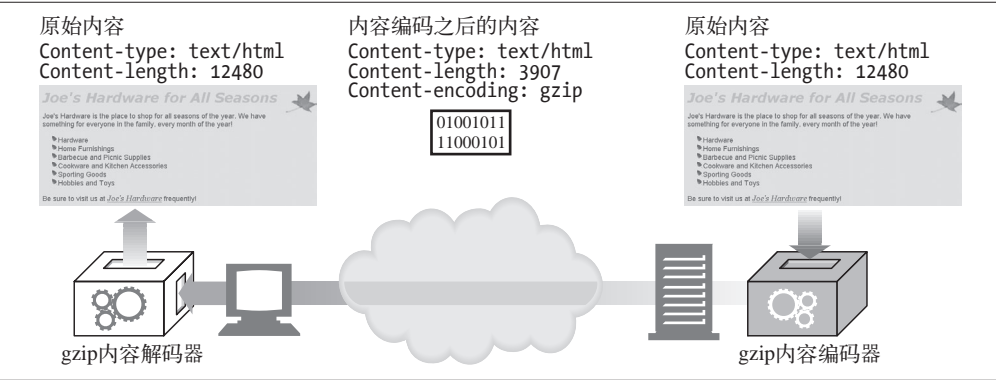 原始内容
Content-type: text/html
Content-length: 12480
Joe's Hardware for All Seasons
Joe's Hardware is the place to shop for all seasons of the year. We have
something for everyone in the family, every month of the year!
Hardware
Home Furnishings
Barbecue and Picnic Supplies
Cookware and Kitchen Accessories
Sporting Goods
Hobbies and Toys
Be sure to visit us at Joe's Hardware frequently!
gzip内容解码器
内容编码之后的内容
Content-type: text/html
Content-length: 3907
Content-encoding: gzip
01001011
11000101
原始内容
Content-type: text/html
Content-length: 12480
Joe's Hardware for All Seasons
Joe's Hardware is the place to shop for all seasons of the year. We have
something for everyone in the family, every month of the year!
Hardware
Home Furnishings
Barbecue and Picnic Supplies
Cookware and Kitchen Accessories
Sporting Goods
Hobbies and Toys
Be sure to visit us at Joe's Hardware frequently!
gzip内容编码器